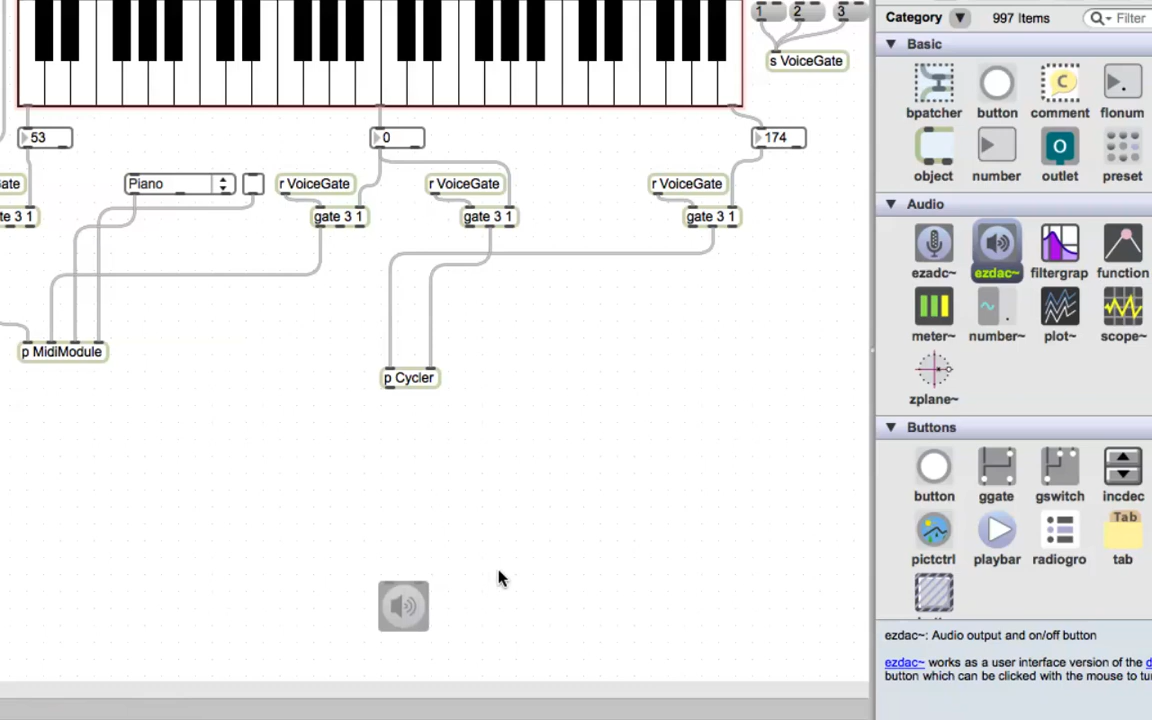 1 2 3
s VoiceGate
53
0
174
ate
Piano
r VoiceGate
r VoiceGate
r VoiceGate
te 3 1
gate 3 1
gate 3 1
gate 3 1
p MidiModule
p Cycler
Category
997 Items
Filter
Basic
bpatcher
button
C
comment
flonum
object
number
O
outlet
preset
Audio
ezadc~
ezdac~
filtergrap
function
meter~
number~
plot~
scope~
zplane~
Buttons
button
ggate
gswitch
incdec
pictctrl
playbar
radiogro
Tab
tab
ezdac~: Audio output and on/off button
ezdac~ works as a user interface version of the d
button which can be clicked with the mouse to tu